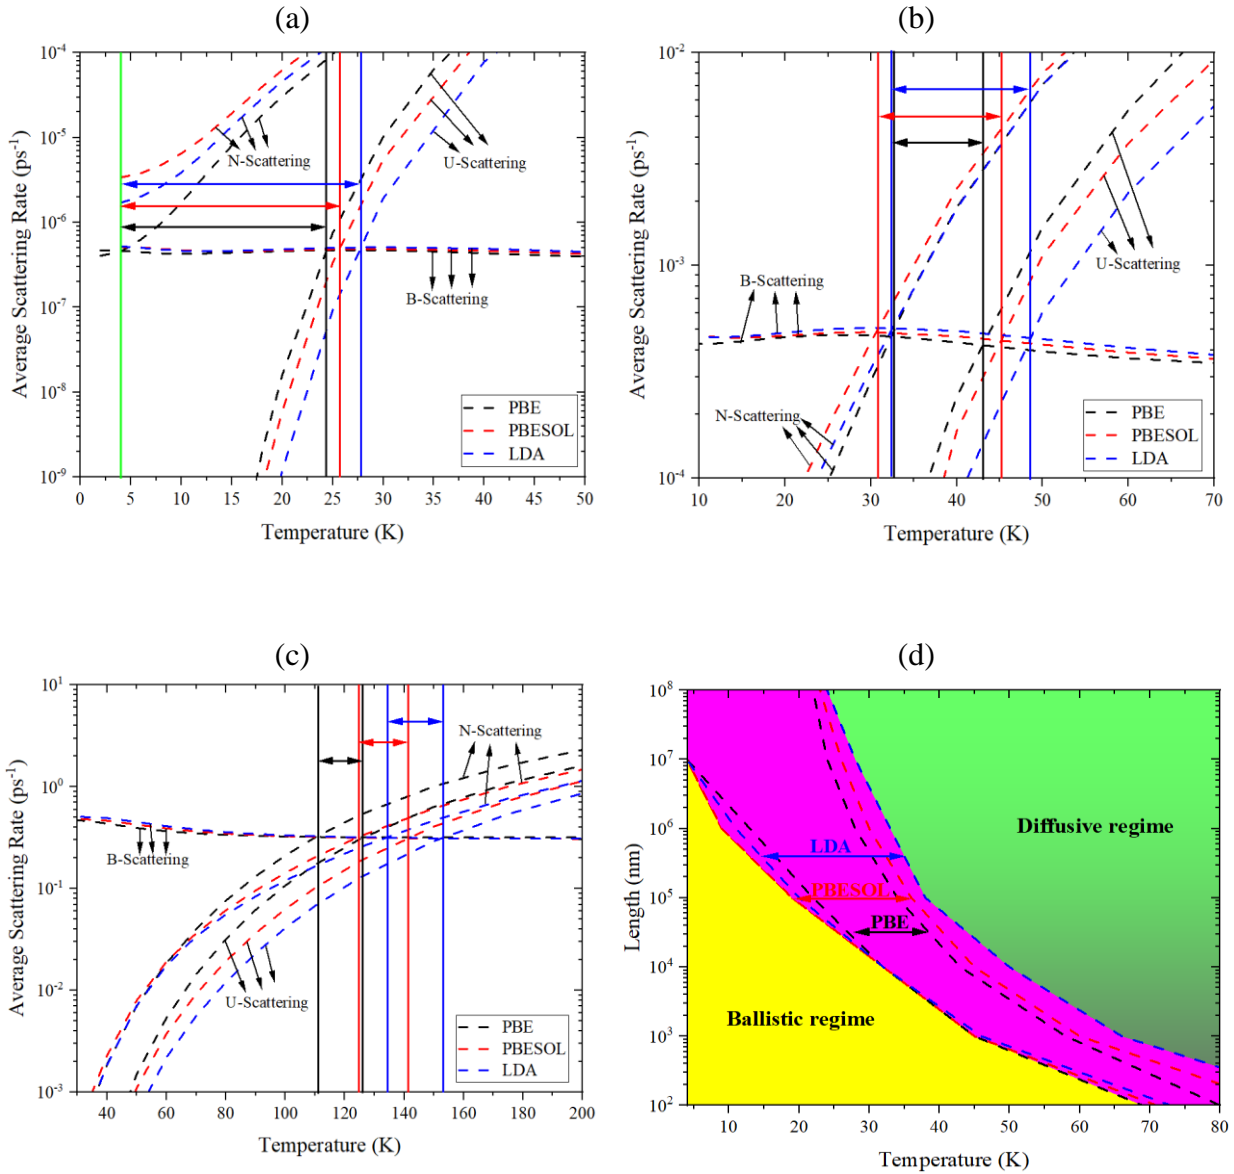 (a)
10-4
10-5
10-6
10-7
10-8
10-9
Average Scattering Rate (ps-1)
N-Scattering
U-Scattering
B-Scattering
PBE
PBESOL
LDA
0 5 10 15 20 25 30 35 40 45 50
Temperature (K)
(b)
10-2
10-3
10-4
Average Scattering Rate (ps-1)
B-Scattering
U-Scattering
N-Scattering
PBE
PBESOL
LDA
10 20 30 40 50 60 70
Temperature (K)
(c)
101
100
10-1
10-2
10-3
Average Scattering Rate (ps-1)
N-Scattering
B-Scattering
U-Scattering
PBE
PBESOL
LDA
40 60 80 100 120 140 160 180 200
Temperature (K)
(d)
108
107
106
105
104
103
102
Length (nm)
Diffusive regime
LDA
PBESOL
PBE
Ballistic regime
10 20 30 40 50 60 70 80
Temperature (K)